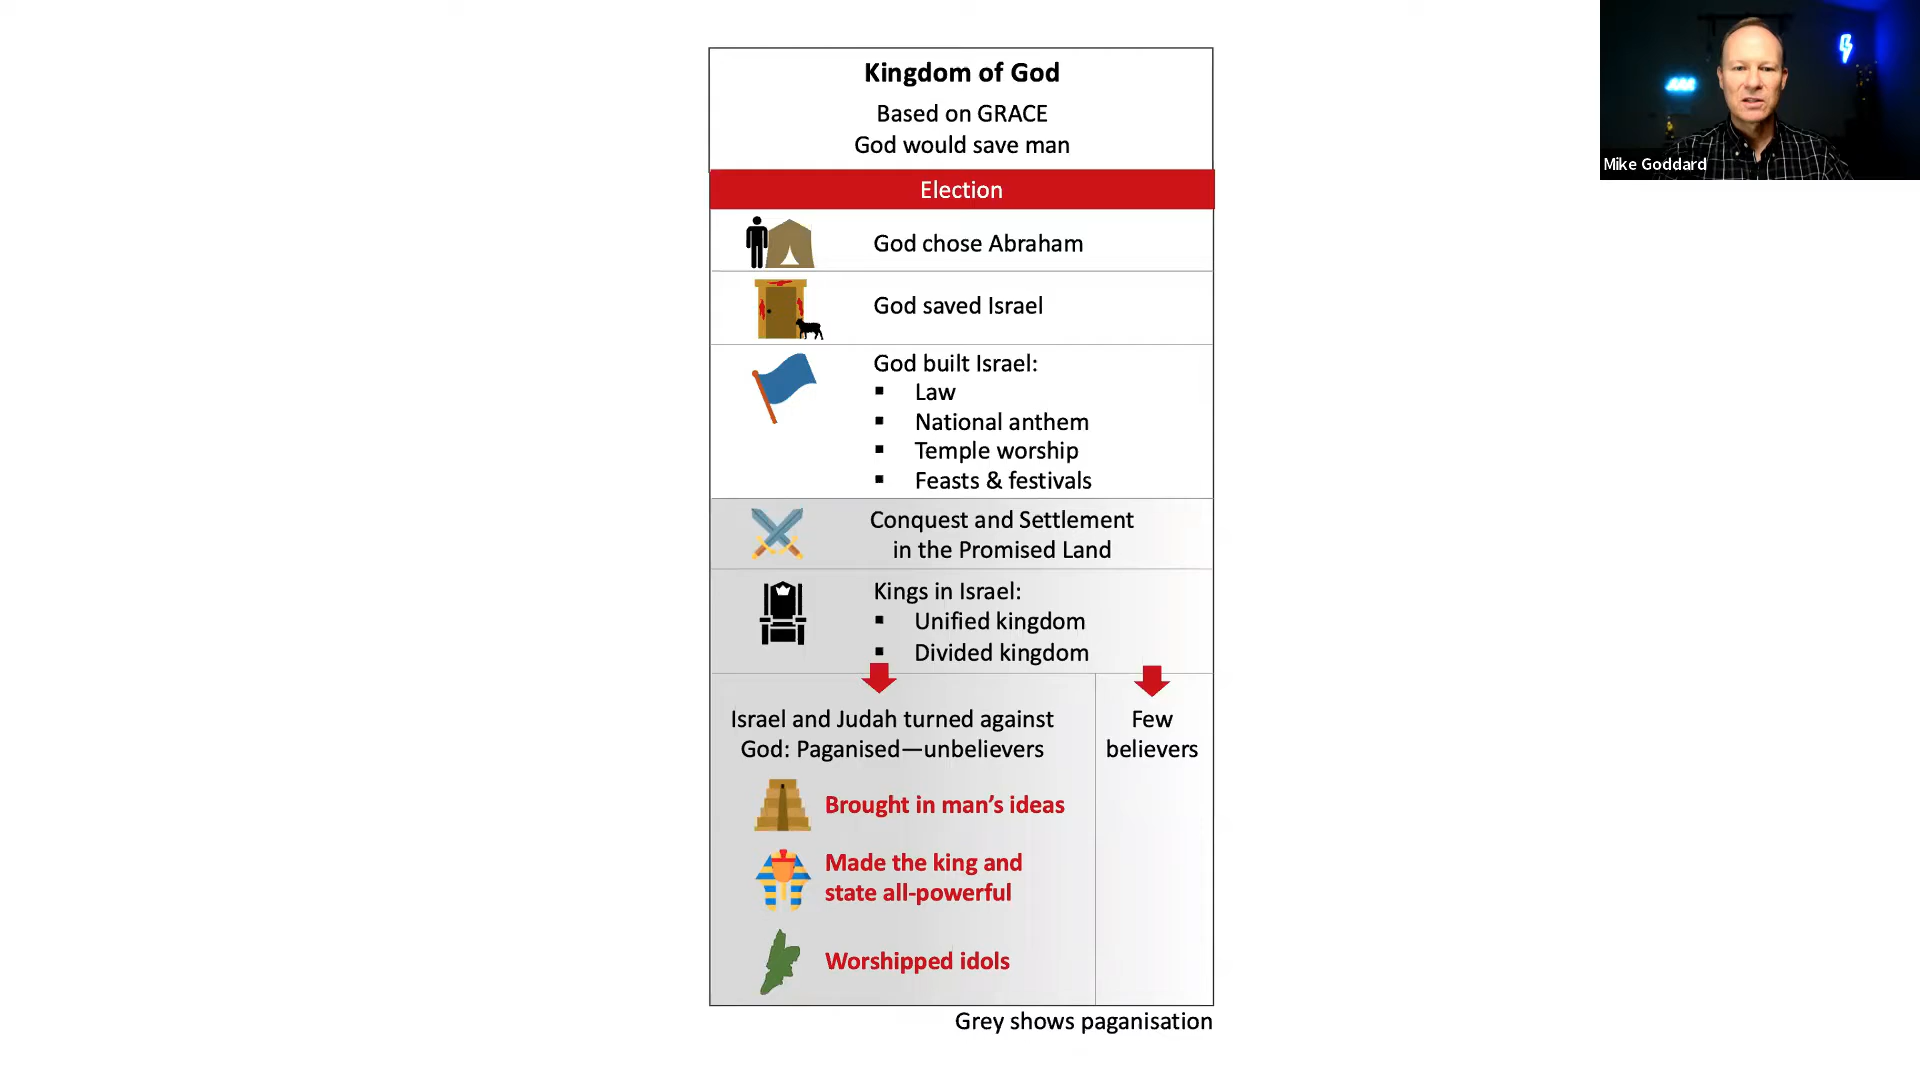 Kingdom of God
Based on GRACE
God would save man
Election
God chose Abraham
God saved Israel
God built Israel:
▪ Law
▪ National anthem
▪ Temple worship
▪ Feasts & festivals
Conquest and Settlement
in the Promised Land
Kings in Israel:
▪ Unified kingdom
▪ Divided kingdom
Israel and Judah turned against
God: Paganised—unbelievers
Few
believers
Brought in man’s ideas
Made the king and
state all-powerful
Worshipped idols
Grey shows paganisation
Mike Goddard